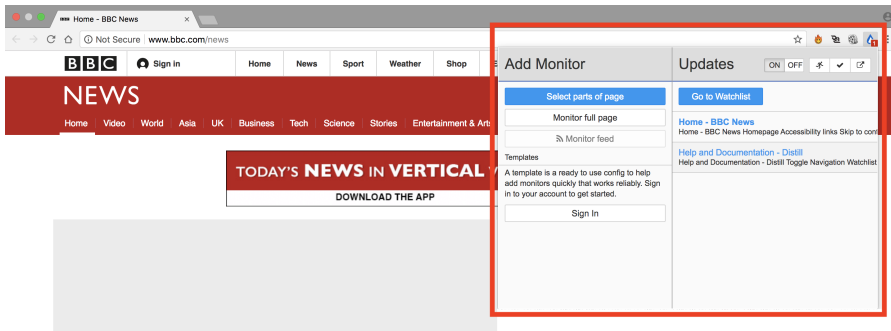 Home - BBC News ×
Not Secure www.bbc.com/news
BBC Sign in Home News Sport Weather Shop
NEWS
Home Video World Asia UK Business Tech Science Stories Entertainment & Arts
TODAY'S NEWS IN VERTICAL
DOWNLOAD THE APP
Add Monitor
Select parts of page
Monitor full page
Monitor feed
Templates
A template is a ready to use config to help
add monitors quickly that works reliably. Sign
in to your account to get started.
Sign In
Updates ON OFF
Go to Watchlist
Home - BBC News
Home - BBC News Homepage Accessibility links Skip to cont
Help and Documentation - Distill
Help and Documentation - Distill Toggle Navigation Watchlist